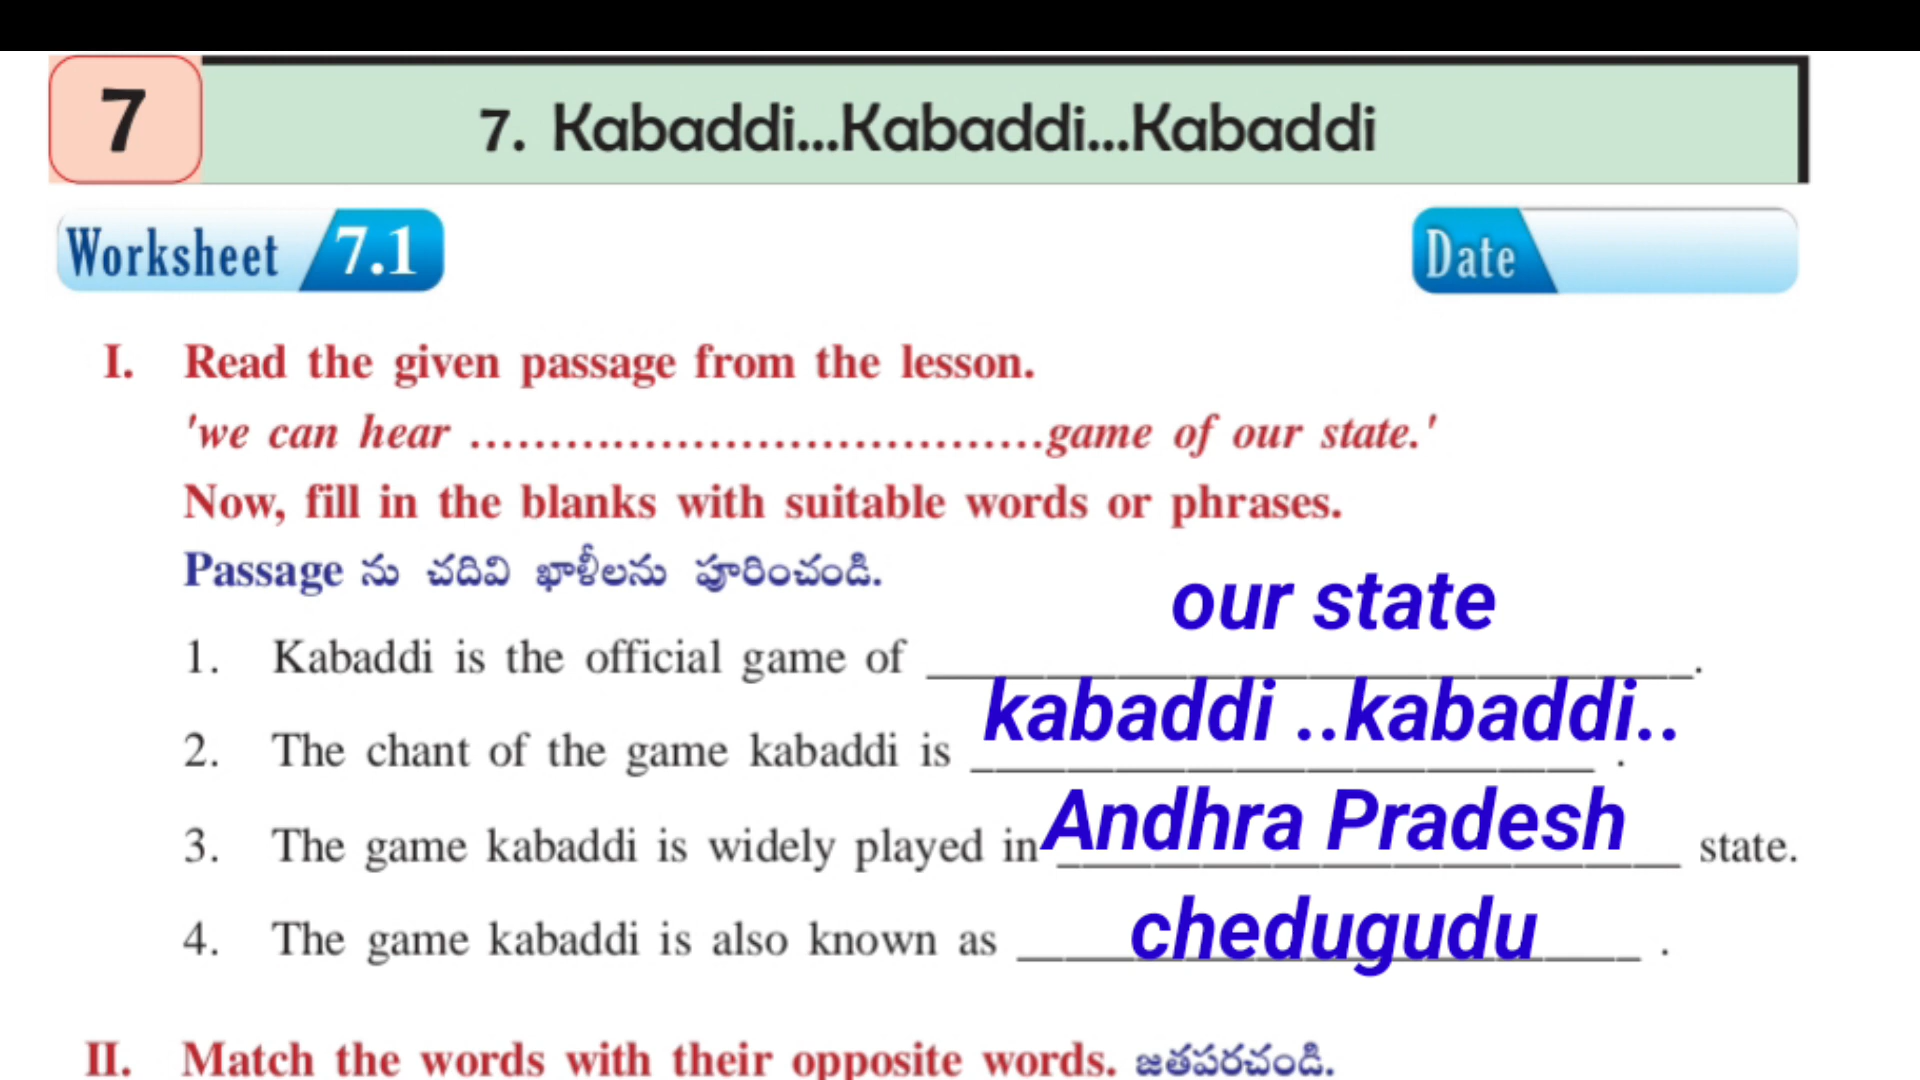 7
7. Kabaddi...Kabaddi...Kabaddi
Worksheet 7.1
Date
I. Read the given passage from the lesson.
'we can hear ....................................game of our state.'
Now, fill in the blanks with suitable words or phrases.
Passage ను చదివి ఖాళీలను పూరించండి.
1. Kabaddi is the official game of our state.
2. The chant of the game kabaddi is kabaddi ..kabaddi.. .
3. The game kabaddi is widely played in Andhra Pradesh state.
4. The game kabaddi is also known as chedugudu .
II. Match the words with their opposite words. జతపరచండి.